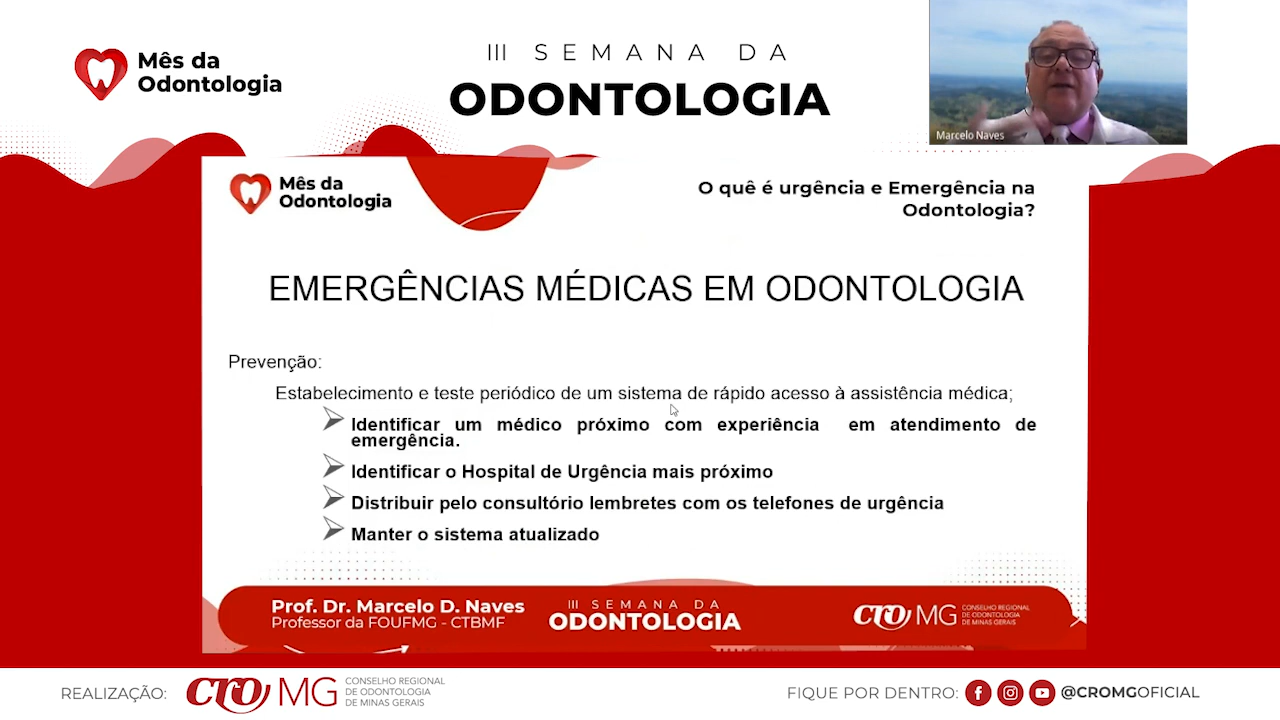 Mês da
Odontologia
III SEMANA DA
ODONTOLOGIA
Marcelo Naves
Mês da
Odontologia
O quê é urgência e Emergência na
Odontologia?
EMERGÊNCIAS MÉDICAS EM ODONTOLOGIA
Prevenção:
Estabelecimento e teste periódico de um sistema de rápido acesso à assistência médica;
Identificar um médico próximo com experiência em atendimento de
emergência.
Identificar o Hospital de Urgência mais próximo
Distribuir pelo consultório lembretes com os telefones de urgência
Manter o sistema atualizado
Prof. Dr. Marcelo D. Naves
Professor da FOUFMG - CTBMF
III SEMANA DA
ODONTOLOGIA
CRO MG
CONSELHO REGIONAL
DE ODONTOLOGIA
DE MINAS GERAIS
REALIZAÇÃO:
CRO MG
CONSELHO REGIONAL
DE ODONTOLOGIA
DE MINAS GERAIS
FIQUE POR DENTRO:
@CROMGOFICIAL